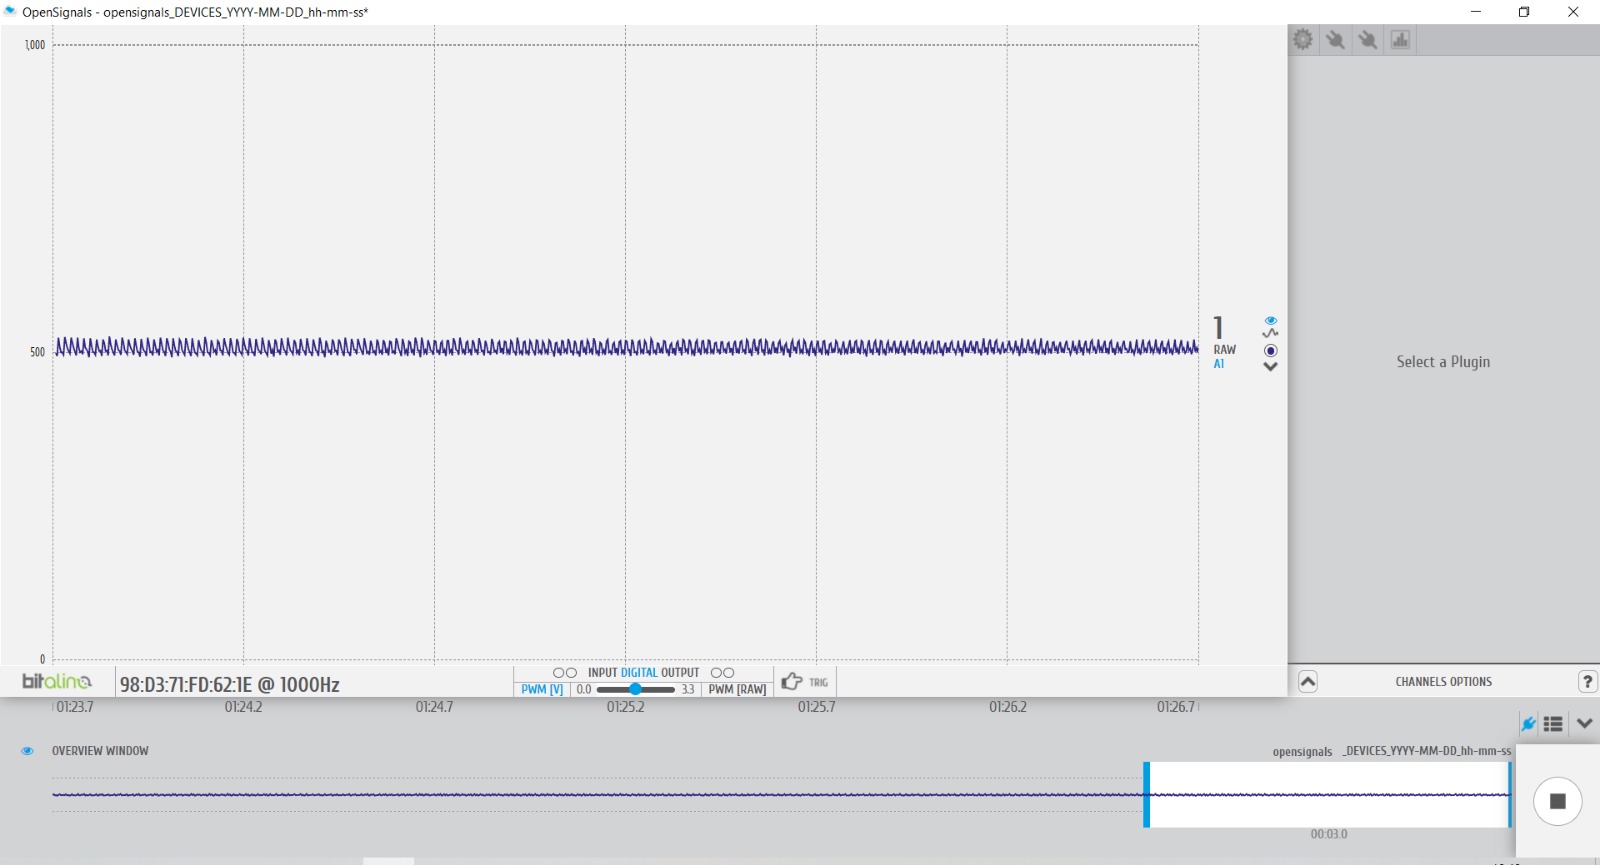 OpenSignals - opensignals_DEVICES_YYYY-MM-DD_hh-mm-ss*
1,000
500
0
1
RAW
A1
Select a Plugin
bitalino
98:D3:71:FD:62:1E @ 1000Hz
INPUT DIGITAL OUTPUT
PWM [V] 0.0 3.3 PWM [RAW]
TRIG
CHANNELS OPTIONS
?
01:23.7 01:24.2 01:24.7 01:25.2 01:25.7 01:26.2 01:26.7
OVERVIEW WINDOW
opensignals _DEVICES_YYYY-MM-DD_hh-mm-ss
00:03.0